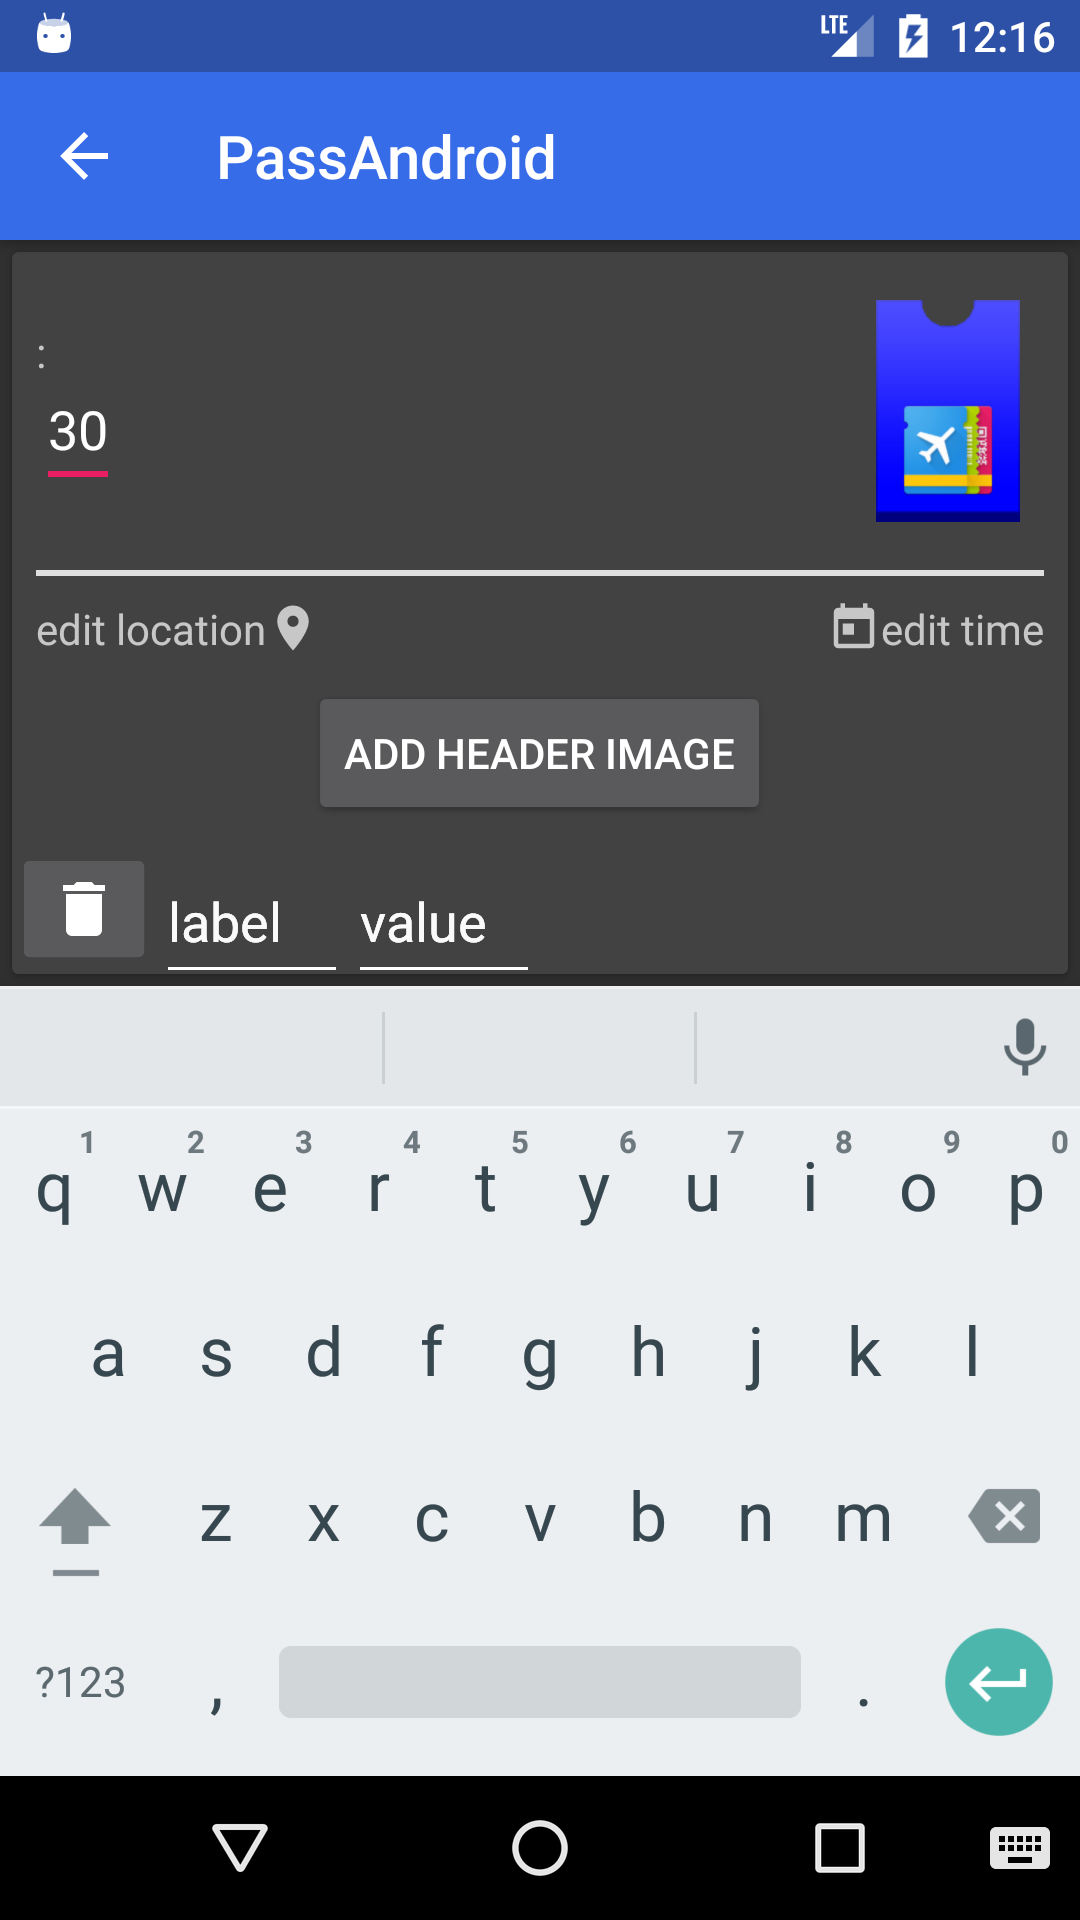 LTE 12:16
PassAndroid
:
30
edit location edit time
ADD HEADER IMAGE
label value
1 2 3 4 5 6 7 8 9 0
q w e r t y u i o p
a s d f g h j k l
z x c v b n m
?123 , .